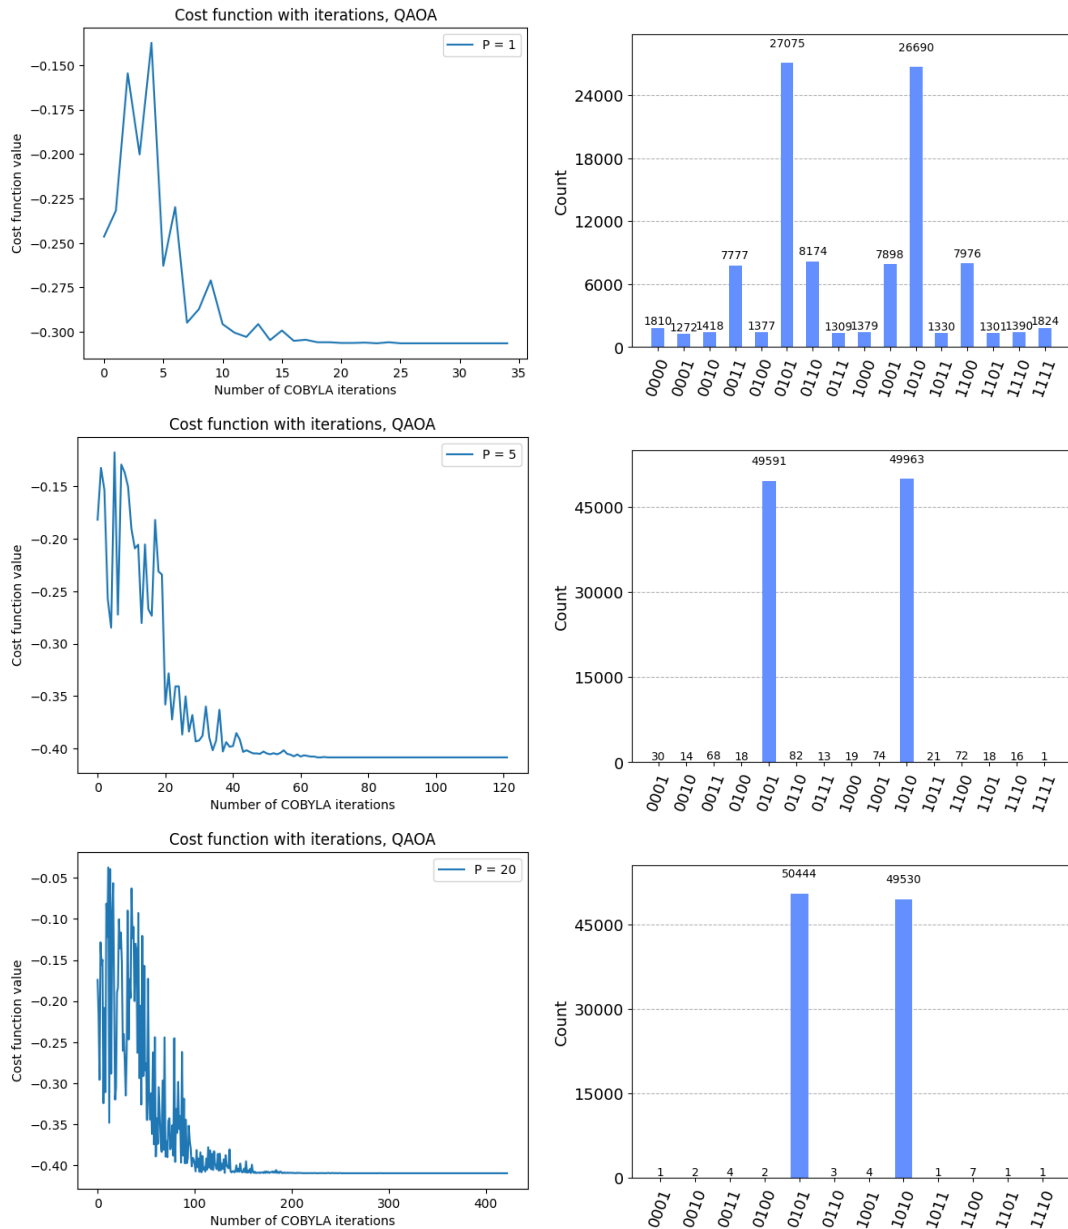 Cost function with iterations, QAOA
P = 1
−0.150
−0.175
−0.200
−0.225
−0.250
−0.275
−0.300
Cost function value
0 5 10 15 20 25 30 35
Number of COBYLA iterations
24000
18000
12000
6000
0
Count
1810 1272 1418 7777 1377 27075 8174 1309 1379 7898 26690 1330 7976 1301 1390 1824
0000 0001 0010 0011 0100 0101 0110 0111 1000 1001 1010 1011 1100 1101 1110 1111
Cost function with iterations, QAOA
P = 5
−0.15
−0.20
−0.25
−0.30
−0.35
−0.40
Cost function value
0 20 40 60 80 100 120
Number of COBYLA iterations
45000
30000
15000
0
Count
30 14 68 18 49591 82 13 19 74 49963 21 72 18 16 1
0001 0010 0011 0100 0101 0110 0111 1000 1001 1010 1011 1100 1101 1110 1111
Cost function with iterations, QAOA
P = 20
−0.05
−0.10
−0.15
−0.20
−0.25
−0.30
−0.35
−0.40
Cost function value
0 100 200 300 400
Number of COBYLA iterations
45000
30000
15000
0
Count
1 2 4 2 50444 3 4 49530 1 7 1 1
0001 0010 0011 0100 0101 0110 1001 1010 1011 1100 1101 1110